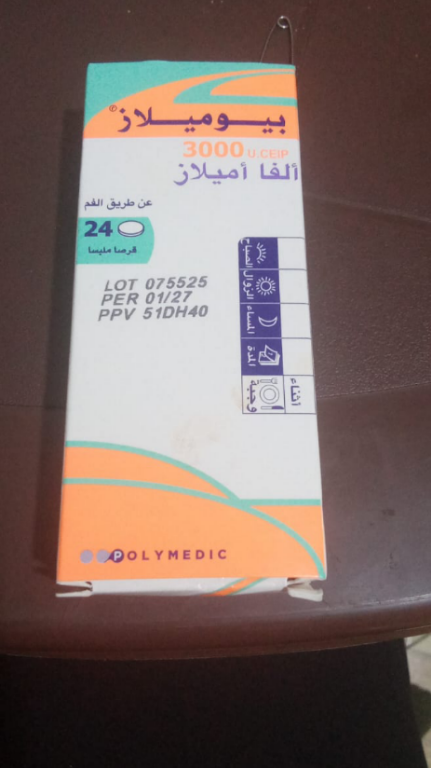 بيوميلاز®
3000 U.CEIP
ألفا أميلاز
عن طريق الفم
24
قرصا ملبسا
LOT 075525
PER 01/27
PPV 51DH40
الصباح
الزوال
المساء
المدة
أثناء
وجبة
POLYMEDIC